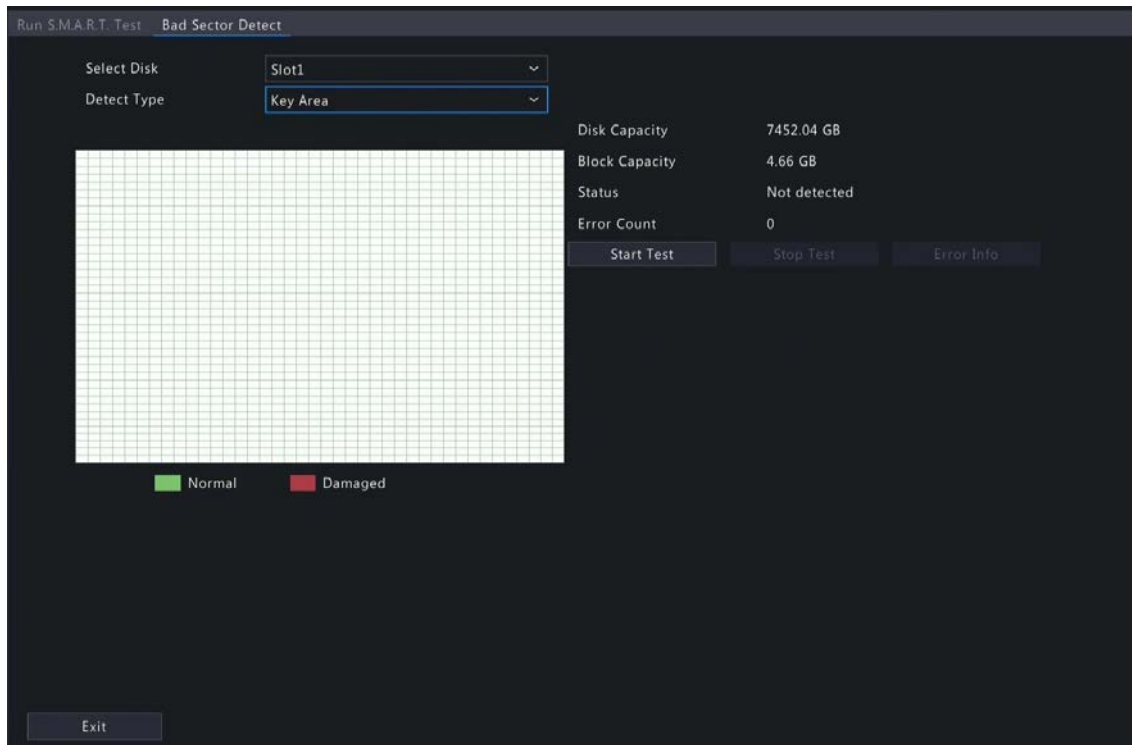 Run S.M.A.R.T. Test Bad Sector Detect
Select Disk Slot1
Detect Type Key Area
Disk Capacity 7452.04 GB
Block Capacity 4.66 GB
Status Not detected
Error Count 0
Start Test Stop Test Error Info
Normal Damaged
Exit